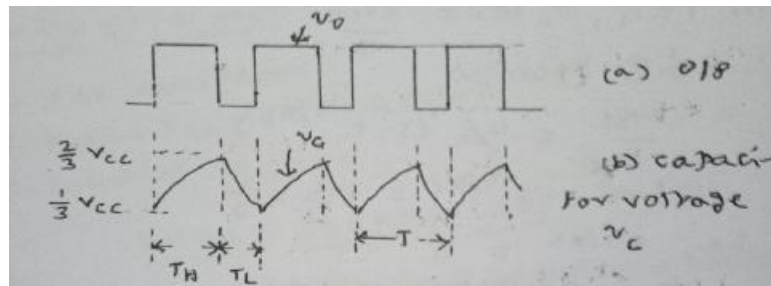 v₀
(a) o/p
2/3 Vcc
vc
(b) capaci-
1/3 Vcc
tor voltage
vc
T
TH
TL